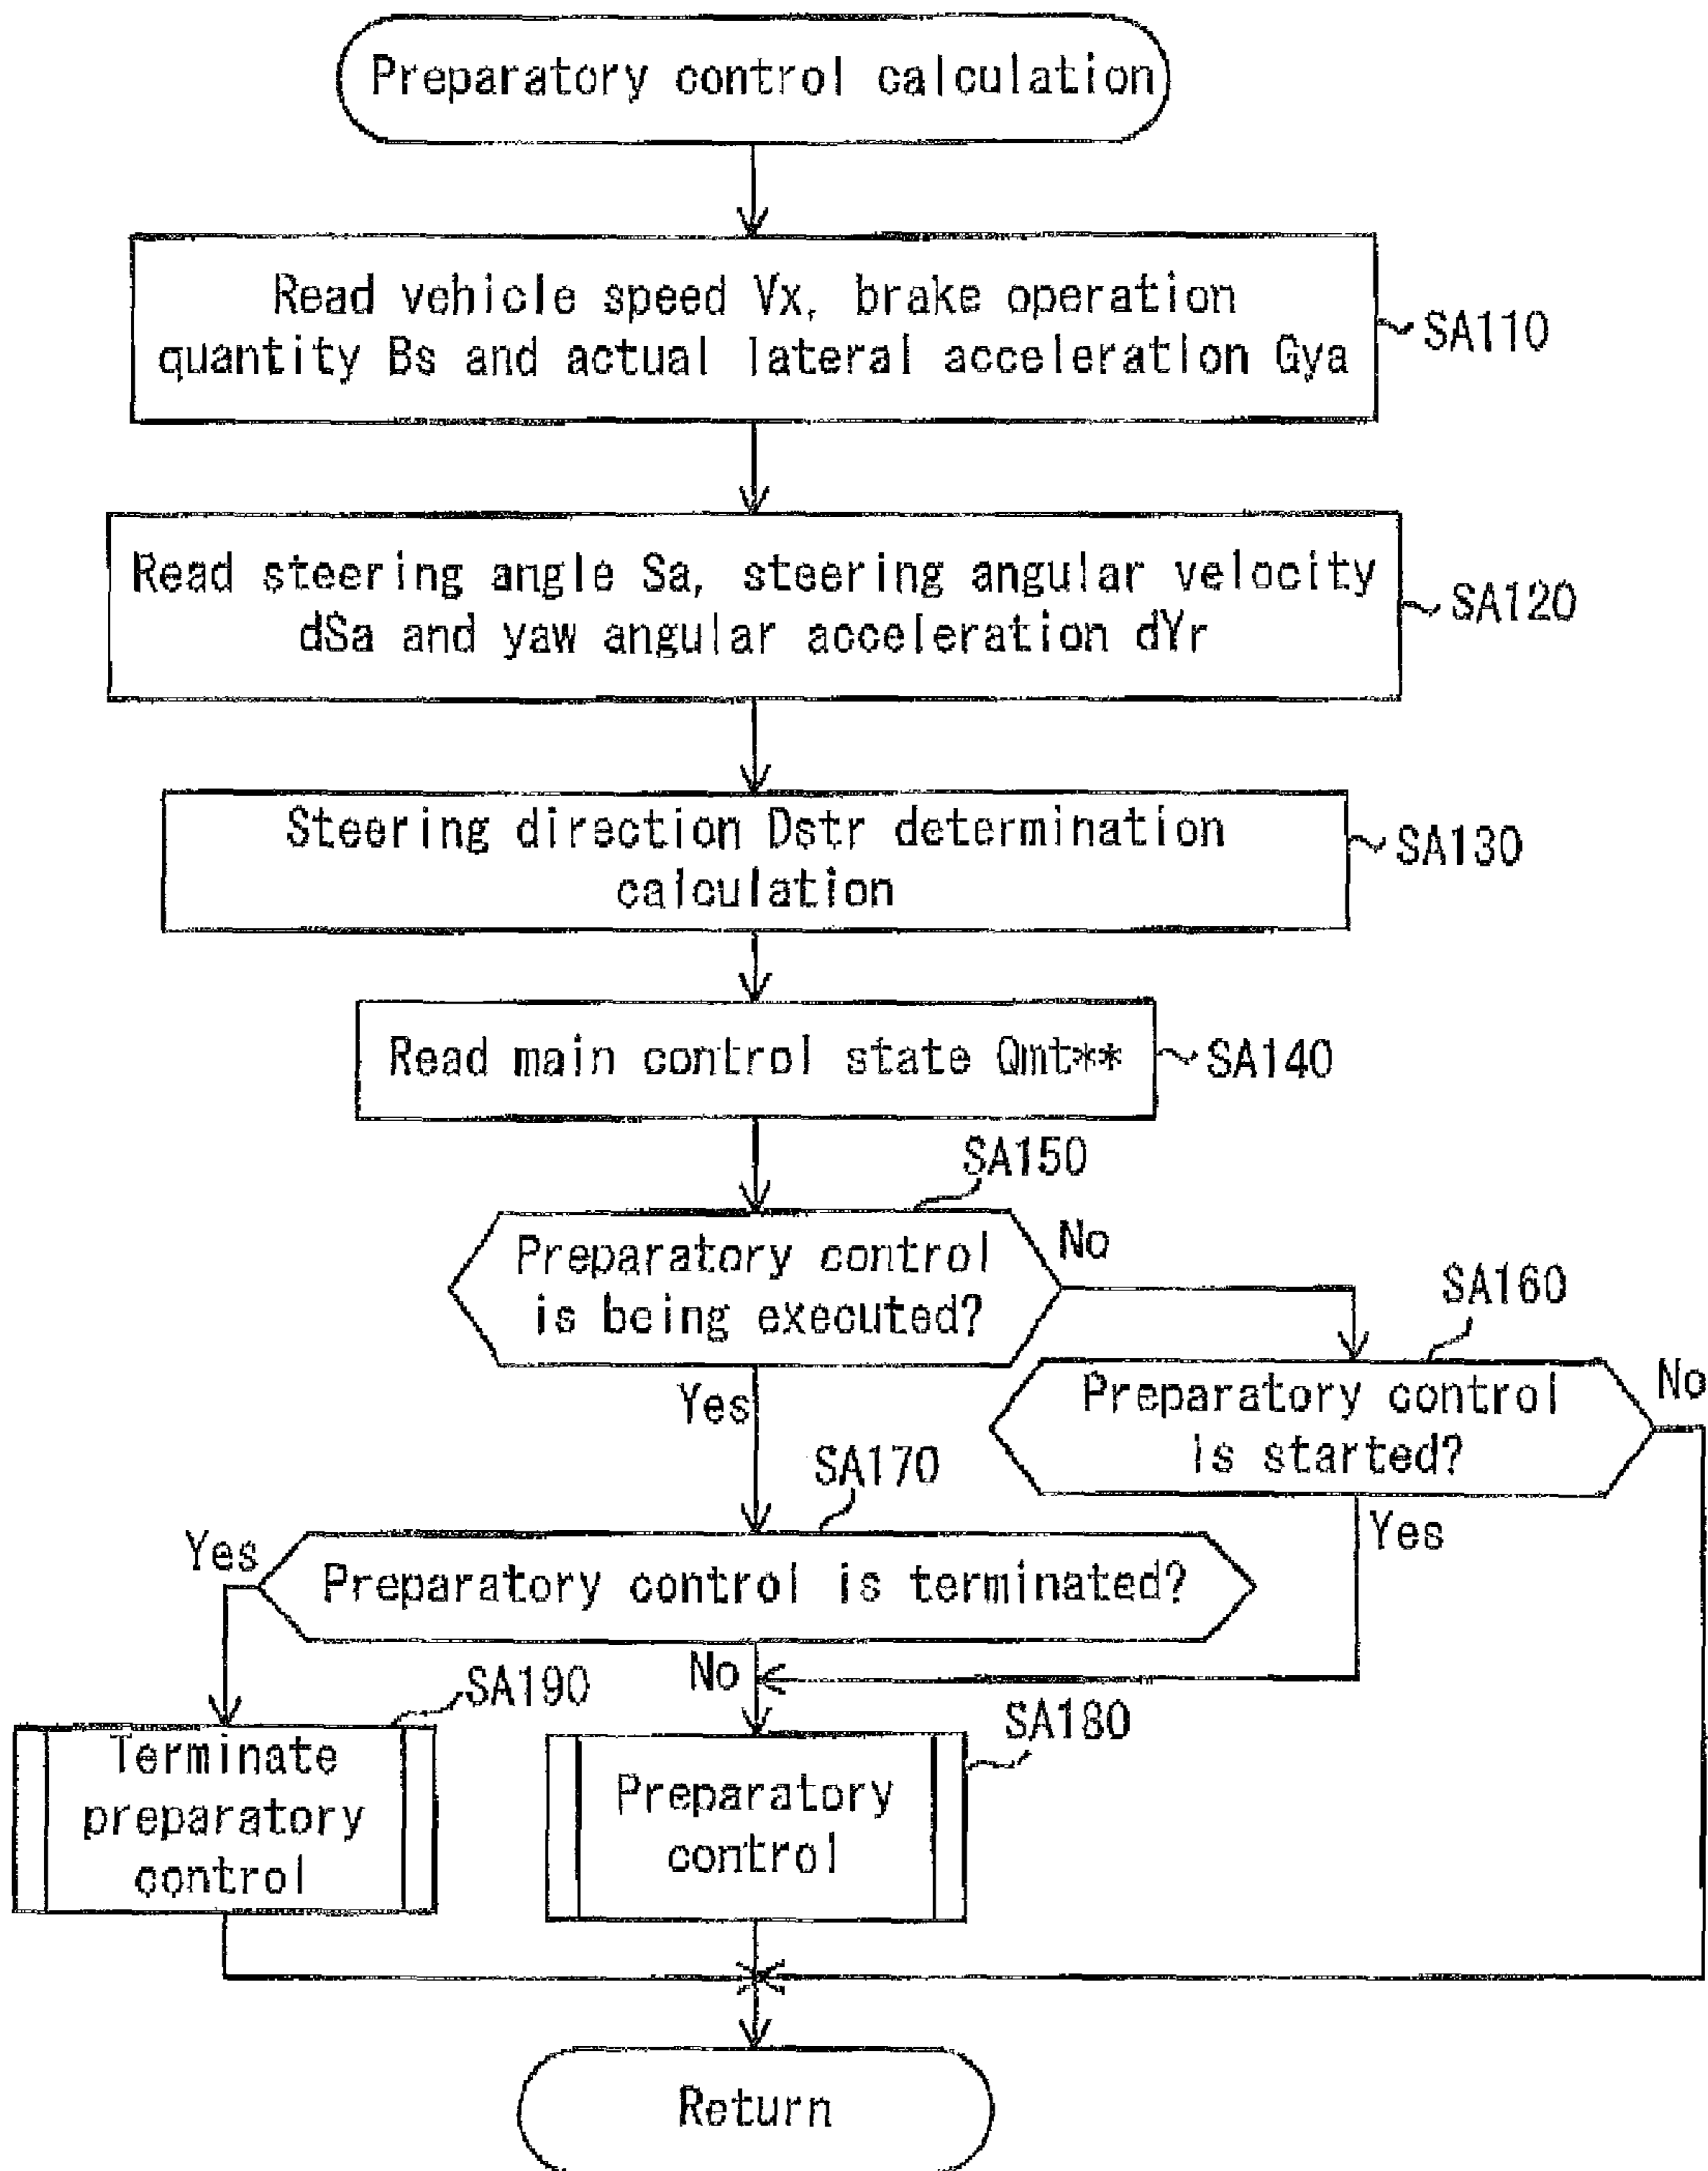 Preparatory control calculation
Read vehicle speed Vx, brake operation
quantity Bs and actual lateral acceleration Gya
SA110
Read steering angle Sa, steering angular velocity
dSa and yaw angular acceleration dYr
SA120
Steering direction Dstr determination
calculation
SA130
Read main control state Qmt**
SA140
SA150
Preparatory control
is being executed?
No
SA160
Preparatory control
is started?
No
Yes
SA170
Yes
Yes
Preparatory control is terminated?
No
SA190
Terminate
preparatory
control
SA180
Preparatory
control
Return